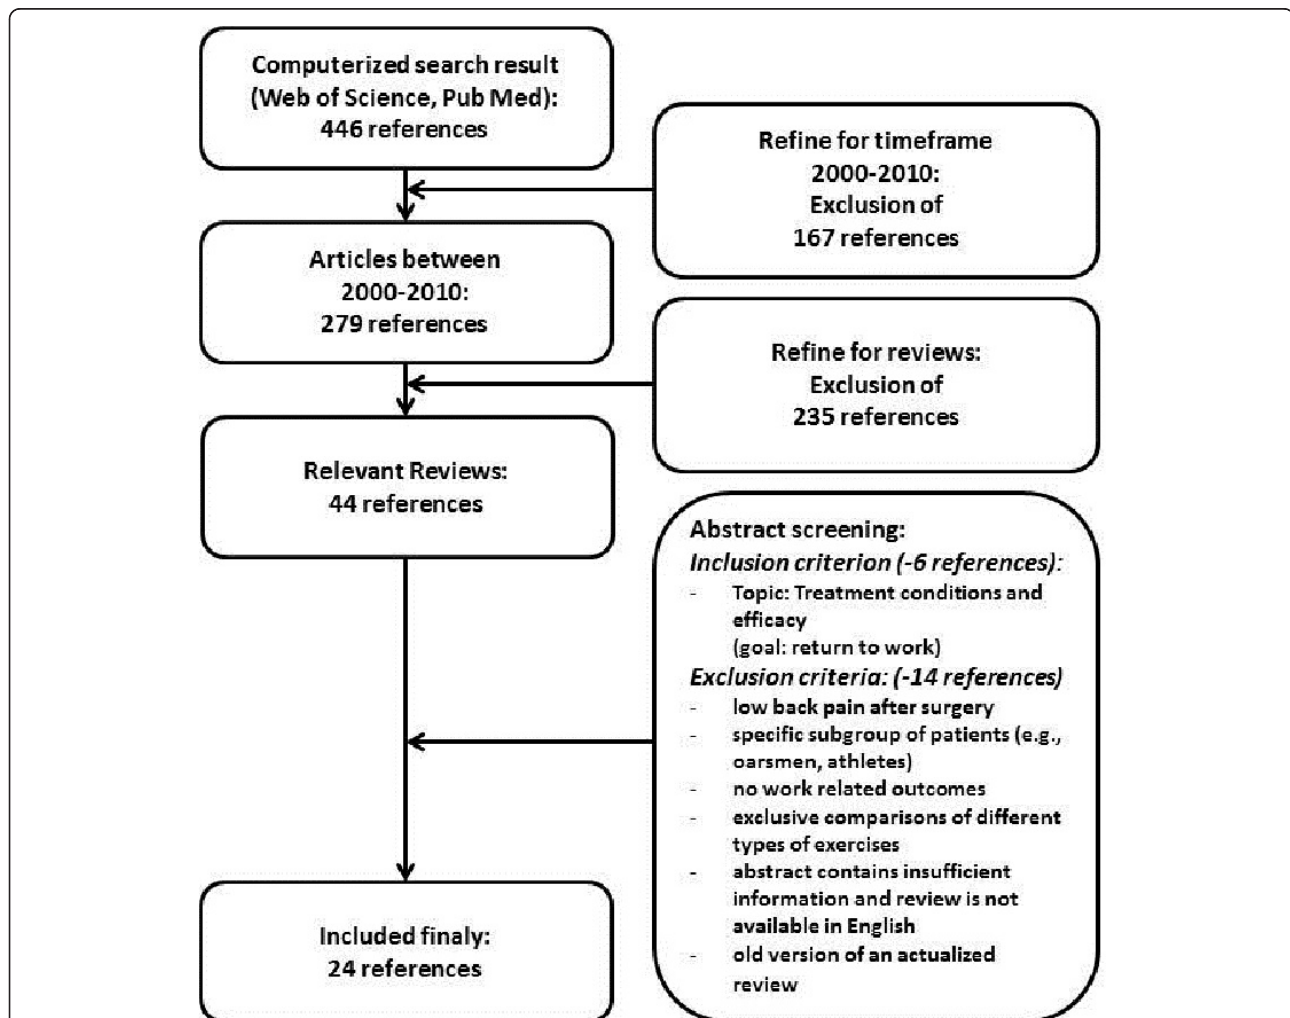 Computerized search result
(Web of Science, Pub Med):
446 references
Refine for timeframe
2000-2010:
Exclusion of
167 references
Articles between
2000-2010:
279 references
Refine for reviews:
Exclusion of
235 references
Relevant Reviews:
44 references
Abstract screening:
Inclusion criterion (-6 references):
- Topic: Treatment conditions and
efficacy
(goal: return to work)
Exclusion criteria: (-14 references)
- low back pain after surgery
- specific subgroup of patients (e.g.,
oarsmen, athletes)
- no work related outcomes
- exclusive comparisons of different
types of exercises
- abstract contains insufficient
information and review is not
available in English
- old version of an actualized
review
Included finaly:
24 references